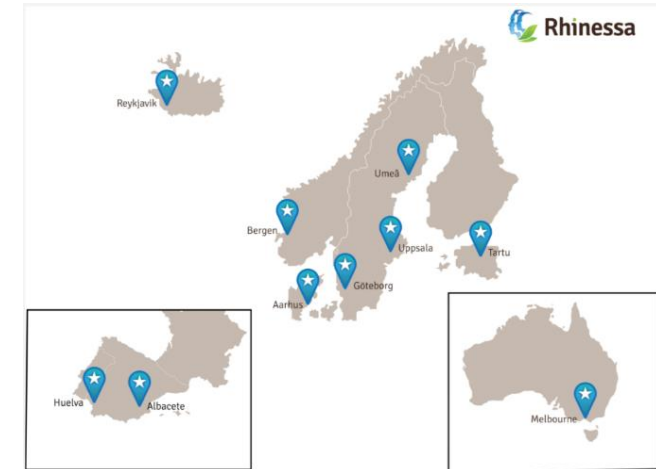 Rhinessa
Reykjavik
Umeå
Bergen
Uppsala
Tartu
Göteborg
Aarhus
Huelva
Albacete
Melbourne